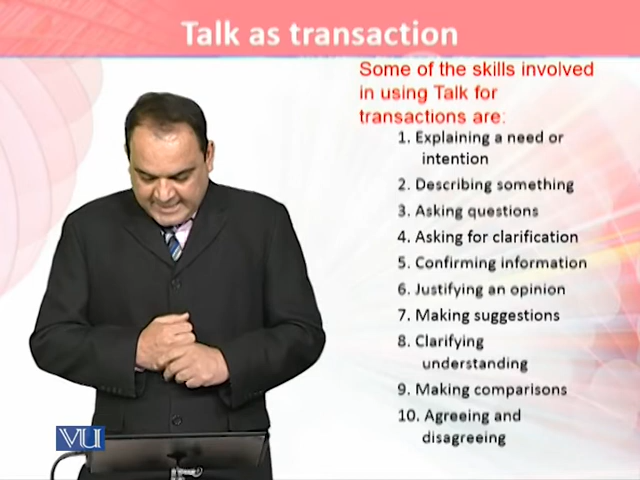 Talk as transaction
Some of the skills involved
in using Talk for
transactions are:
1. Explaining a need or
intention
2. Describing something
3. Asking questions
4. Asking for clarification
5. Confirming information
6. Justifying an opinion
7. Making suggestions
8. Clarifying
understanding
9. Making comparisons
10. Agreeing and
disagreeing
VU